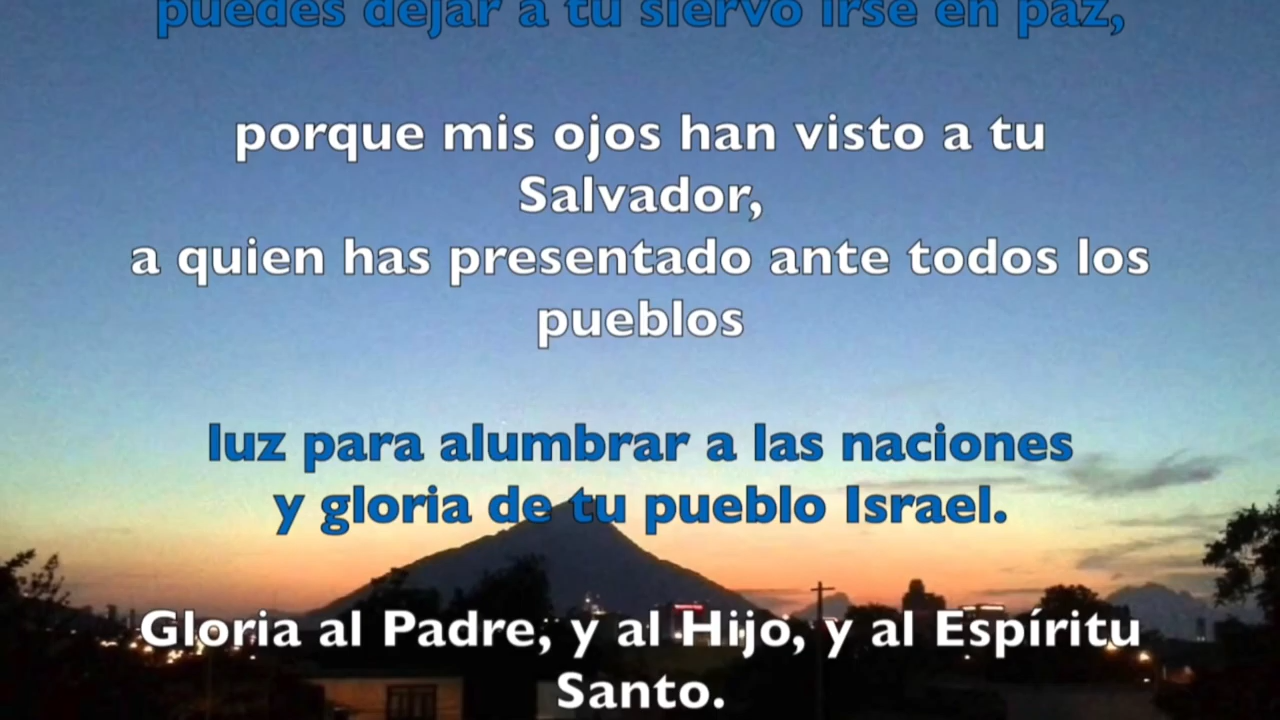 puedes dejar a tu siervo irse en paz,
porque mis ojos han visto a tu
Salvador,
a quien has presentado ante todos los
pueblos
luz para alumbrar a las naciones
y gloria de tu pueblo Israel.
Gloria al Padre, y al Hijo, y al Espíritu
Santo.